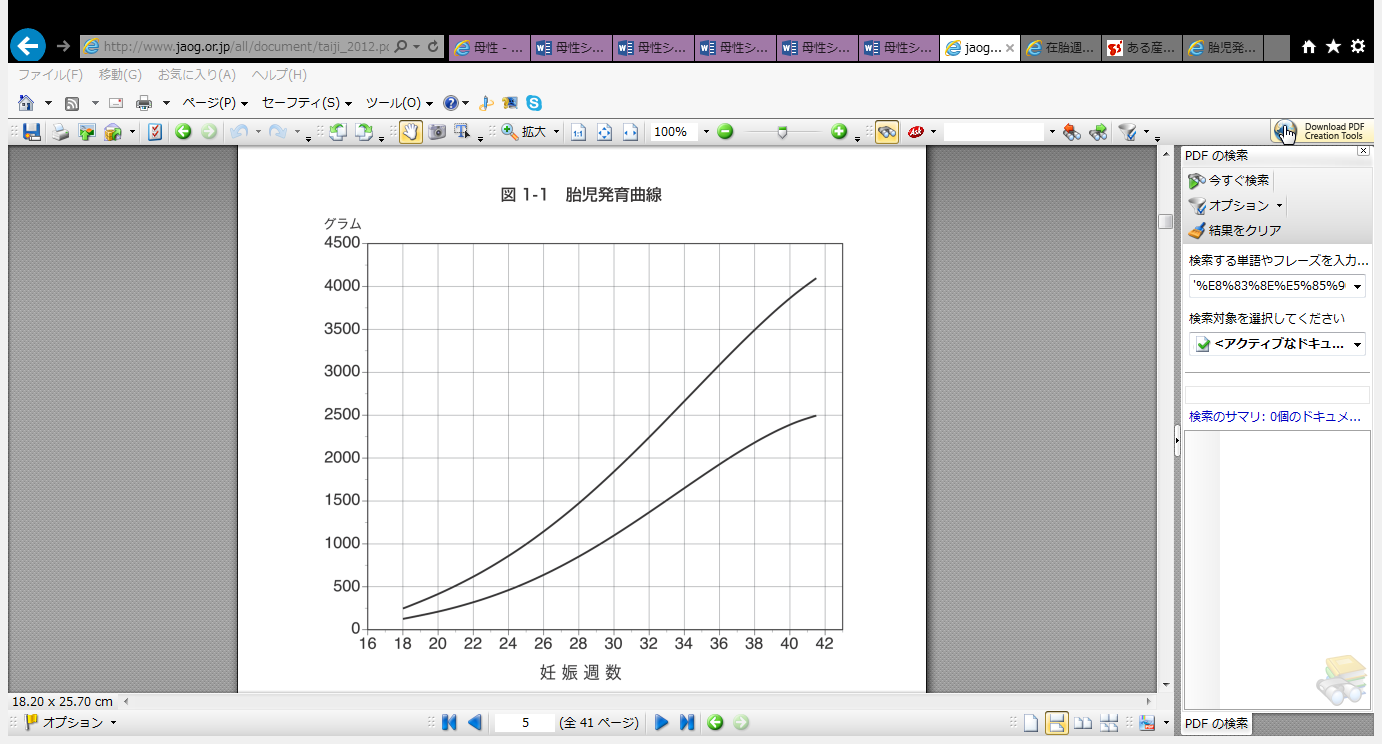 http://www.jaog.or.jp/all/document/taiji_2012.pc
母性 - ...
母性シ...
母性シ...
母性シ...
母性シ...
母性シ...
jaog...
在胎週...
ある産...
胎児発...
ファイル(F) 移動(G) お気に入り(A) ヘルプ(H)
ページ(P) セーフティ(S) ツール(O)
拡大 1:1 100% Ask
Download PDF
Creation Tools
図 1-1 胎児発育曲線
グラム
4500
4000
3500
3000
2500
2000
1500
1000
500
0
16 18 20 22 24 26 28 30 32 34 36 38 40 42
妊娠週数
PDF の検索
今すぐ検索
オプション
結果をクリア
検索する単語やフレーズを入力...
'%E8%83%8E%E5%85%9
検索対象を選択してください
<アクティブなドキュ...
検索のサマリ: 0個のドキュメ...
18.20 x 25.70 cm
オプション
5 (全 41 ページ)
PDF の検索